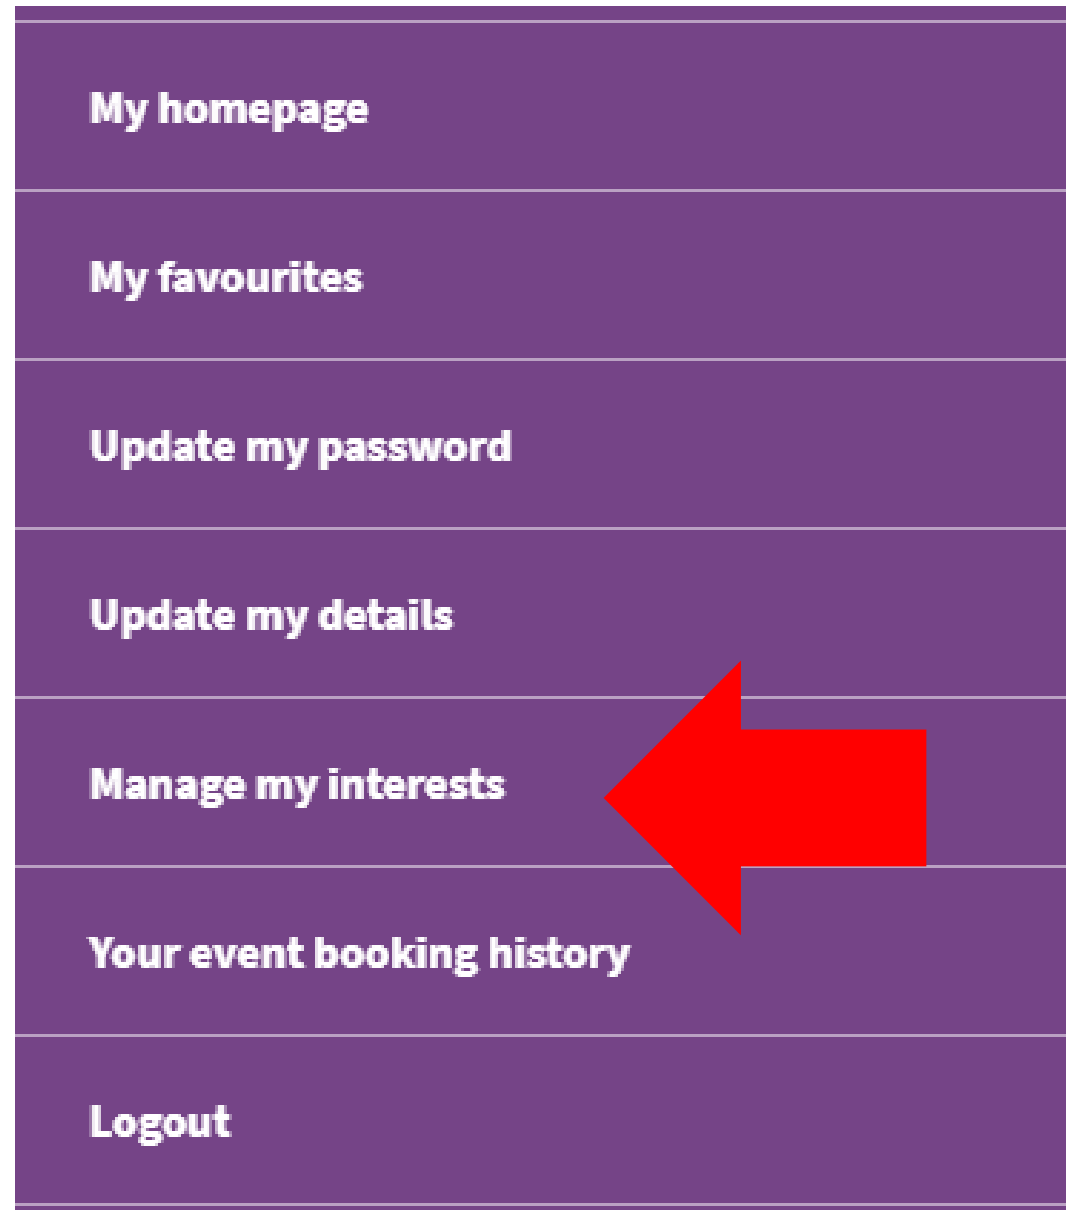 My homepage
My favourites
Update my password
Update my details
Manage my interests
Your event booking history
Logout